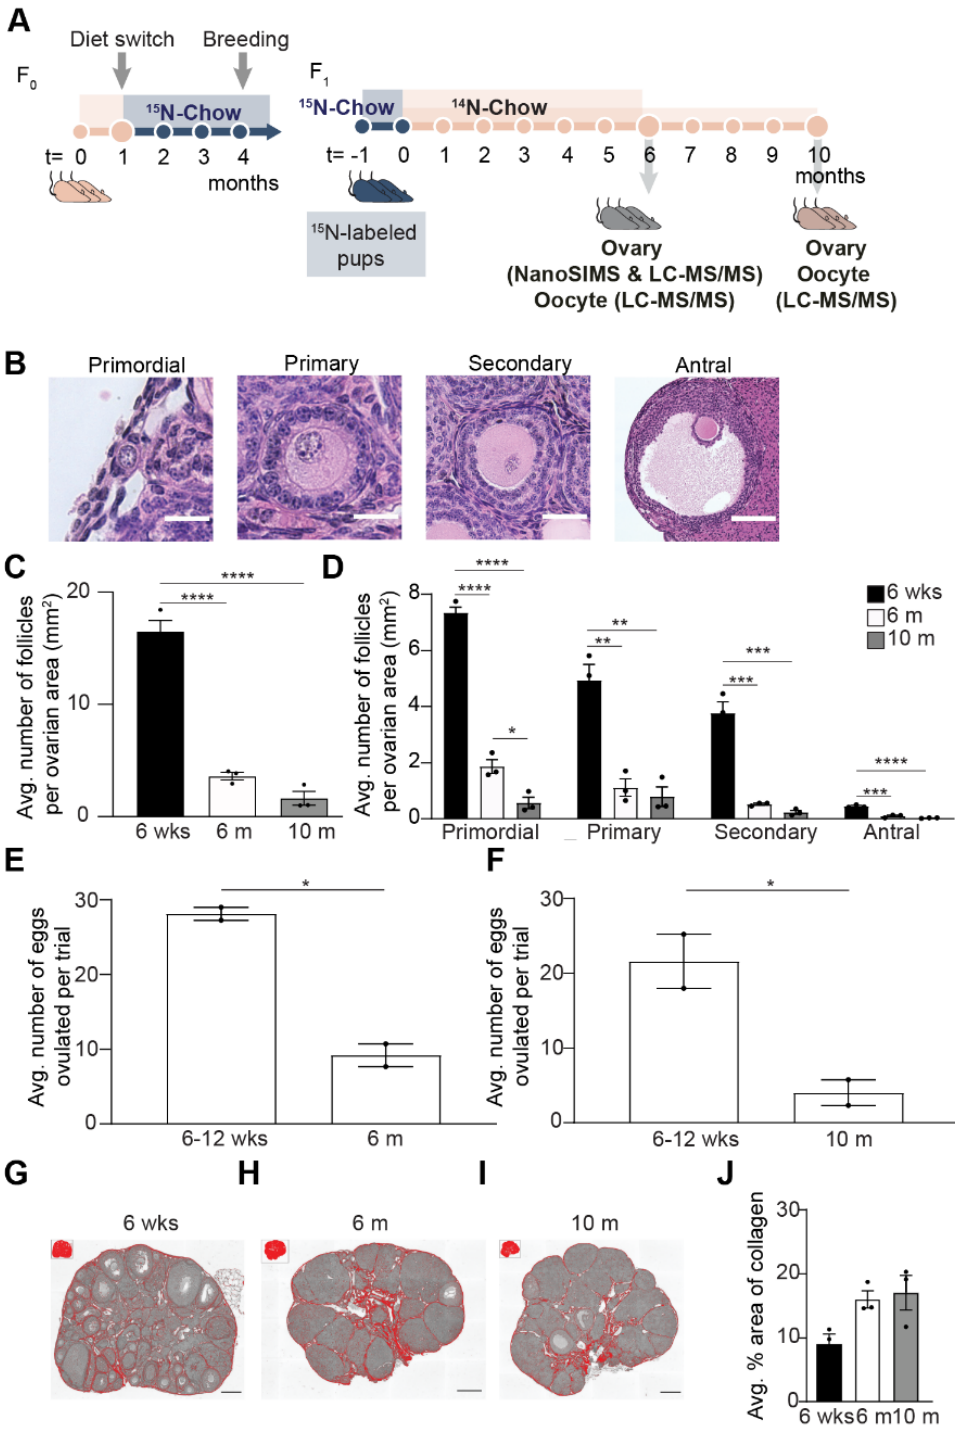 A
Diet switch
Breeding
F0
15N-Chow
t= 0 1 2 3 4
months
F1
15N-Chow
14N-Chow
t= -1 0 1 2 3 4 5 6 7 8 9 10
months
15N-labeled
pups
Ovary
(NanoSIMS & LC-MS/MS)
Oocyte (LC-MS/MS)
Ovary
Oocyte
(LC-MS/MS)
B
Primordial
Primary
Secondary
Antral
C
Avg. number of follicles
per ovarian area (mm2)
20
10
0
****
****
6 wks
6 m
10 m
D
Avg. number of follicles
per ovarian area (mm2)
8
6
4
2
0
****
****
*
**
**
***
***
****
***
6 wks
6 m
10 m
Primordial
Primary
Secondary
Antral
E
Avg. number of eggs
ovulated per trial
30
20
10
0
*
6-12 wks
6 m
F
Avg. number of eggs
ovulated per trial
30
20
10
0
*
6-12 wks
10 m
G
6 wks
H
6 m
I
10 m
J
Avg. % area of collagen
30
20
10
0
6 wks
6 m
10 m